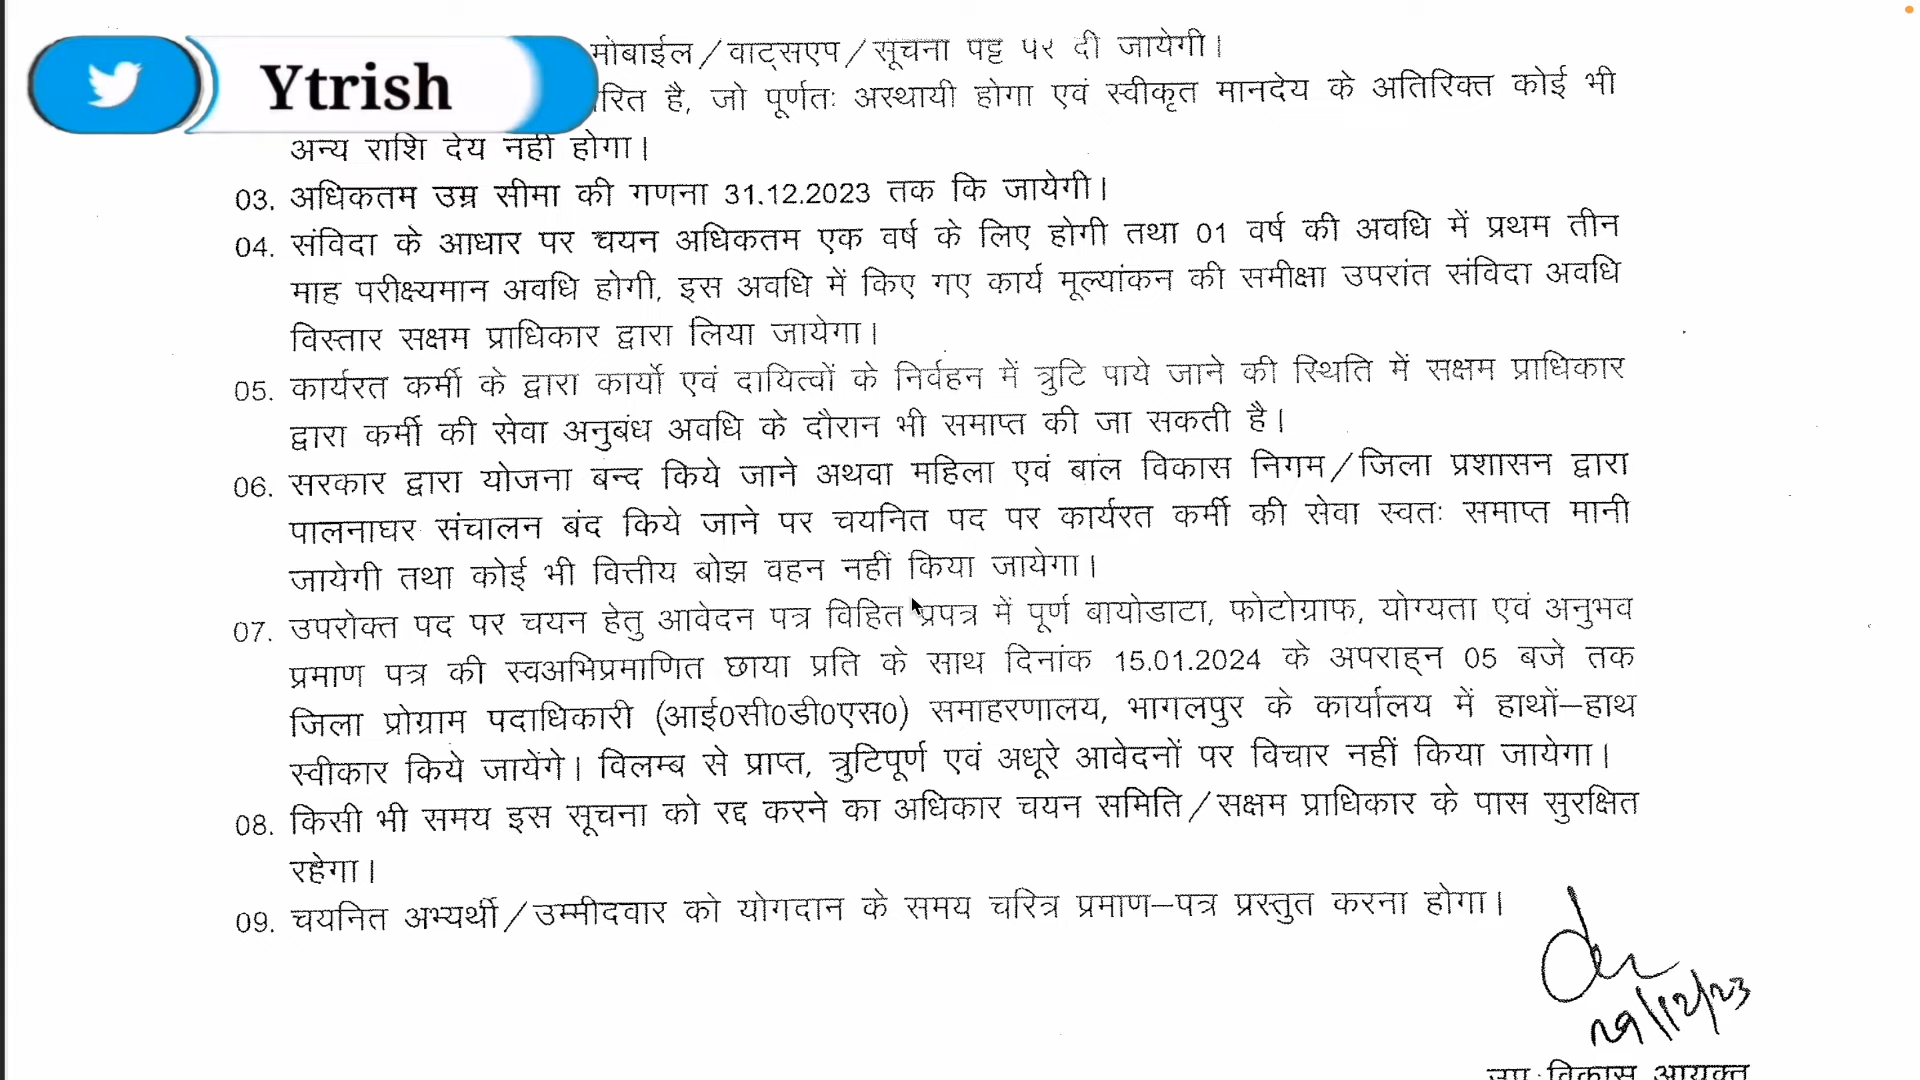 Ytrish
मोबाईल/वाट्सएप/सूचना पट्ट पर दी जायेगी।
है, जो पूर्णतः अस्थायी होगा एवं स्वीकृत मानदेय के अतिरिक्त कोई भी
अन्य राशि देय नहीं होगा।
03. अधिकतम उम्र सीमा की गणना 31.12.2023 तक कि जायेगी।
04. संविदा के आधार पर चयन अधिकतम एक वर्ष के लिए होगी तथा 01 वर्ष की अवधि में प्रथम तीन
माह परीक्ष्यमान अवधि होगी, इस अवधि में किए गए कार्य मूल्यांकन की समीक्षा उपरांत संविदा अवधि
विस्तार सक्षम प्राधिकार द्वारा लिया जायेगा।
05. कार्यरत कर्मी के द्वारा कार्यो एवं दायित्वों के निर्वहन में त्रुटि पाये जाने की स्थिति में सक्षम प्राधिकार
द्वारा कर्मी की सेवा अनुबंध अवधि के दौरान भी समाप्त की जा सकती है।
06. सरकार द्वारा योजना बन्द किये जाने अथवा महिला एवं बाल विकास निगम/जिला प्रशासन द्वारा
पालनाघर संचालन बंद किये जाने पर चयनित पद पर कार्यरत कर्मी की सेवा स्वतः समाप्त मानी
जायेगी तथा कोई भी वित्तीय बोझ वहन नहीं किया जायेगा।
07. उपरोक्त पद पर चयन हेतु आवेदन पत्र विहित प्रपत्र में पूर्ण बायोडाटा, फोटोग्राफ, योग्यता एवं अनुभव
प्रमाण पत्र की स्वअभिप्रमाणित छाया प्रति के साथ दिनांक 15.01.2024 के अपराह्न 05 बजे तक
जिला प्रोग्राम पदाधिकारी (आई0सी0डी0एस0) समाहरणालय, भागलपुर के कार्यालय में हाथों–हाथ
स्वीकार किये जायेंगे। विलम्ब से प्राप्त, त्रुटिपूर्ण एवं अधूरे आवेदनों पर विचार नहीं किया जायेगा।
08. किसी भी समय इस सूचना को रद्द करने का अधिकार चयन समिति/सक्षम प्राधिकार के पास सुरक्षित
रहेगा।
09. चयनित अभ्यर्थी/उम्मीदवार को योगदान के समय चरित्र प्रमाण–पत्र प्रस्तुत करना होगा।
29/12/23
उप विकास आयुक्त